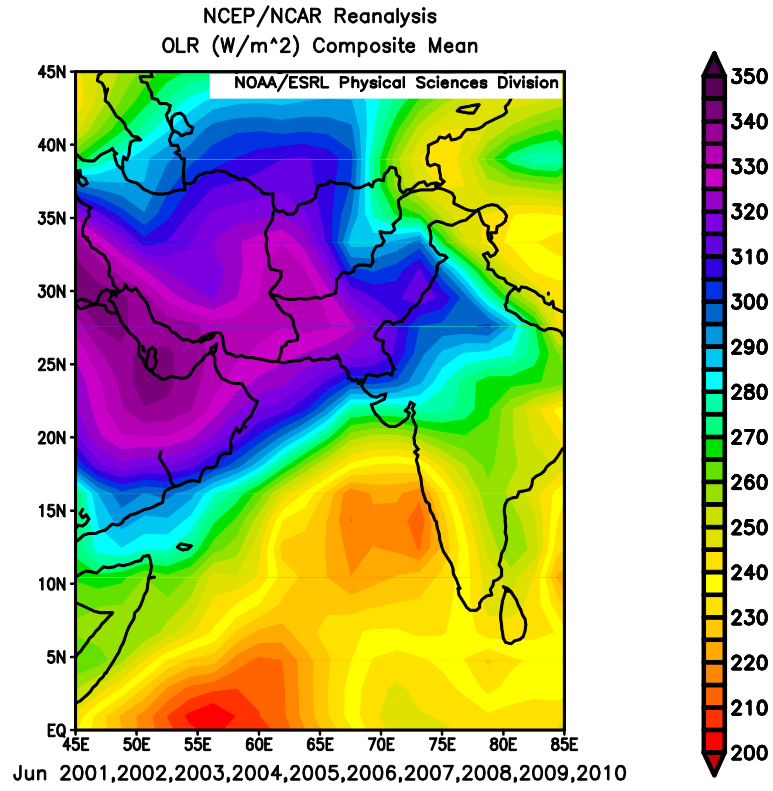 NCEP/NCAR Reanalysis
OLR (W/m^2) Composite Mean
NOAA/ESRL Physical Sciences Division
45N
40N
35N
30N
25N
20N
15N
10N
5N
EQ
45E 50E 55E 60E 65E 70E 75E 80E 85E
Jun 2001,2002,2003,2004,2005,2006,2007,2008,2009,2010
350
340
330
320
310
300
290
280
270
260
250
240
230
220
210
200